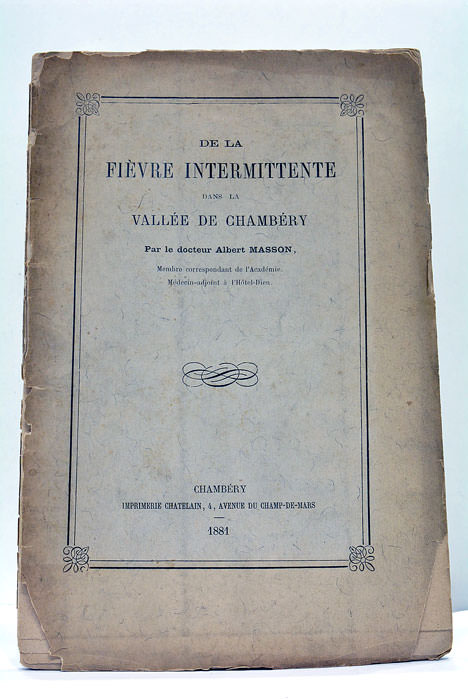 DE LA
FIÈVRE INTERMITTENTE
DANS LA
VALLÉE DE CHAMBÉRY
Par le docteur Albert MASSON,
Membre correspondant de l'Académie.
Médecin-adjoint à l'Hôtel-Dieu.
CHAMBÉRY
IMPRIMERIE CHATELAIN, 4, AVENUE DU CHAMP-DE-MARS
1881